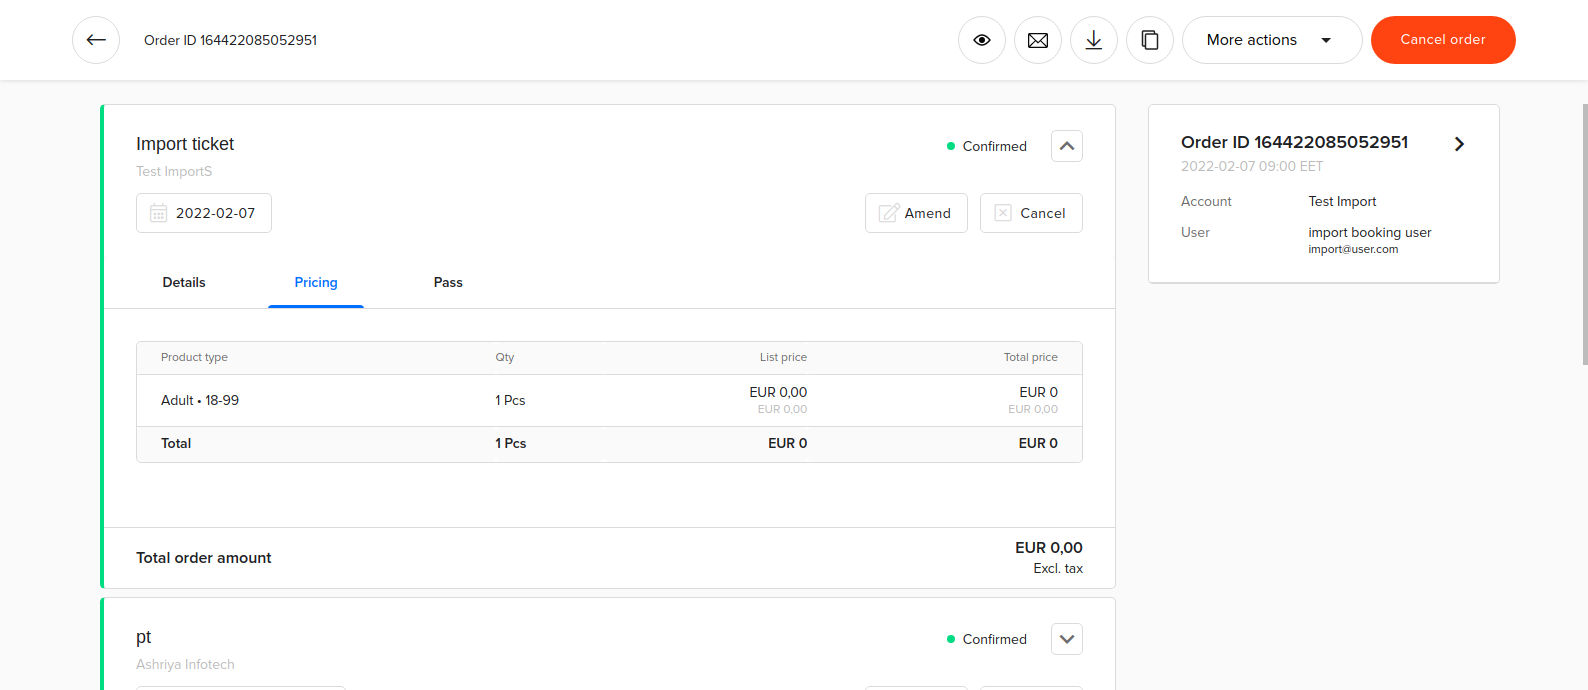 Order ID 164422085052951
More actions
Cancel order
Import ticket
Confirmed
Test ImportS
2022-02-07
Amend
Cancel
Details
Pricing
Pass
Product type
Qty
List price
Total price
Adult • 18-99
1 Pcs
EUR 0,00
EUR 0,00
EUR 0
EUR 0,00
Total
1 Pcs
EUR 0
EUR 0
Total order amount
EUR 0,00
Excl. tax
pt
Confirmed
Ashriya Infotech
Order ID 164422085052951
2022-02-07 09:00 EET
Account
Test Import
User
import booking user
import@user.com